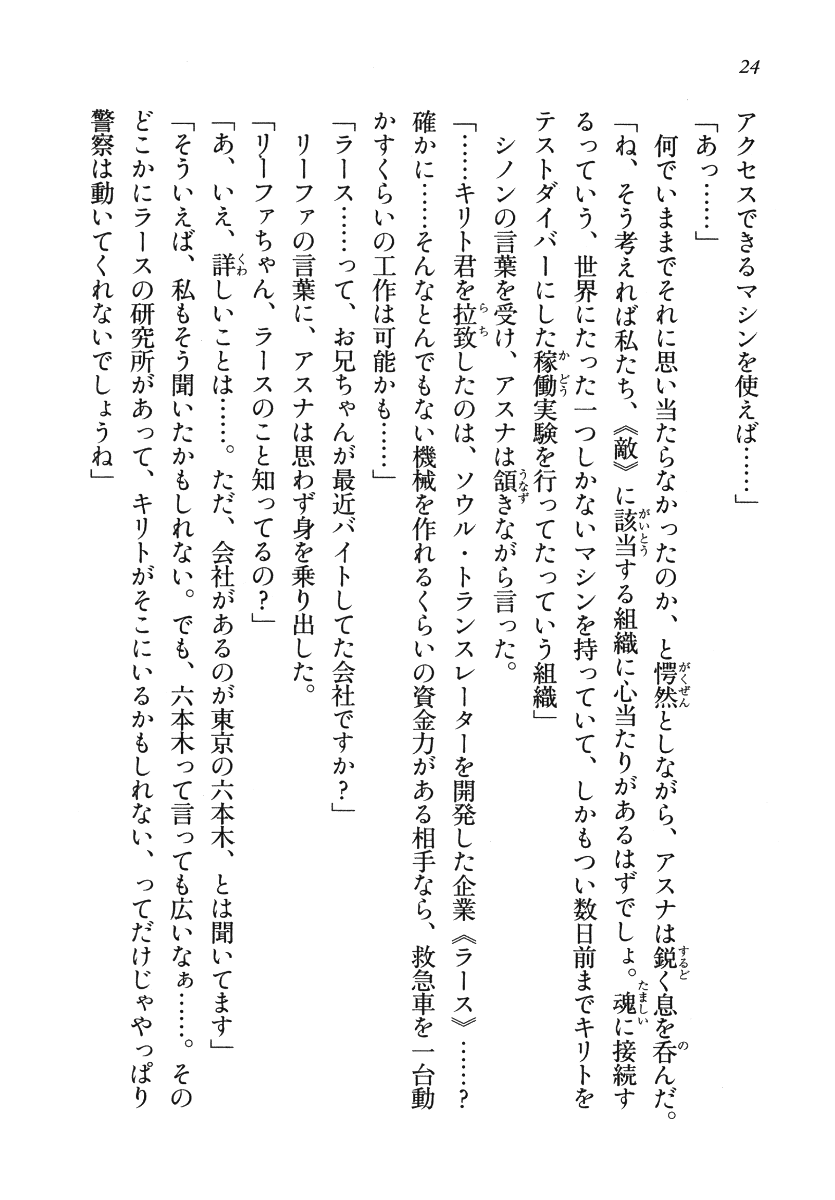 24
アクセスできるマシンを使えば……」
「あっ……」
　何でいままでそれに思い当たらなかったのか、と愕然としながら、アスナは鋭く息を呑んだ。
「ね、そう考えれば私たち、《敵》に該当する組織に心当たりがあるはずでしょ。魂に接続す
るっていう、世界にたった一つしかないマシンを持っていて、しかもつい数日前までキリトを
テストダイバーにした稼働実験を行ってたっていう組織」
　シノンの言葉を受け、アスナは頷きながら言った。
「……キリト君を拉致したのは、ソウル・トランスレーターを開発した企業《ラース》……?
確かに……そんなとんでもない機械を作れるくらいの資金力がある相手なら、救急車を一台動
かすくらいの工作は可能かも……」
「ラース……って、お兄ちゃんが最近バイトしてた会社ですか?」
　リーファの言葉に、アスナは思わず身を乗り出した。
「リーファちゃん、ラースのこと知ってるの?」
「あ、いえ、詳しいことは……。ただ、会社があるのが東京の六本木、とは聞いてます」
「そういえば、私もそう聞いたかもしれない。でも、六本木って言っても広いなぁ……。その
どこかにラースの研究所があって、キリトがそこにいるかもしれない、ってだけじゃやっぱり
警察は動いてくれないでしょうね」